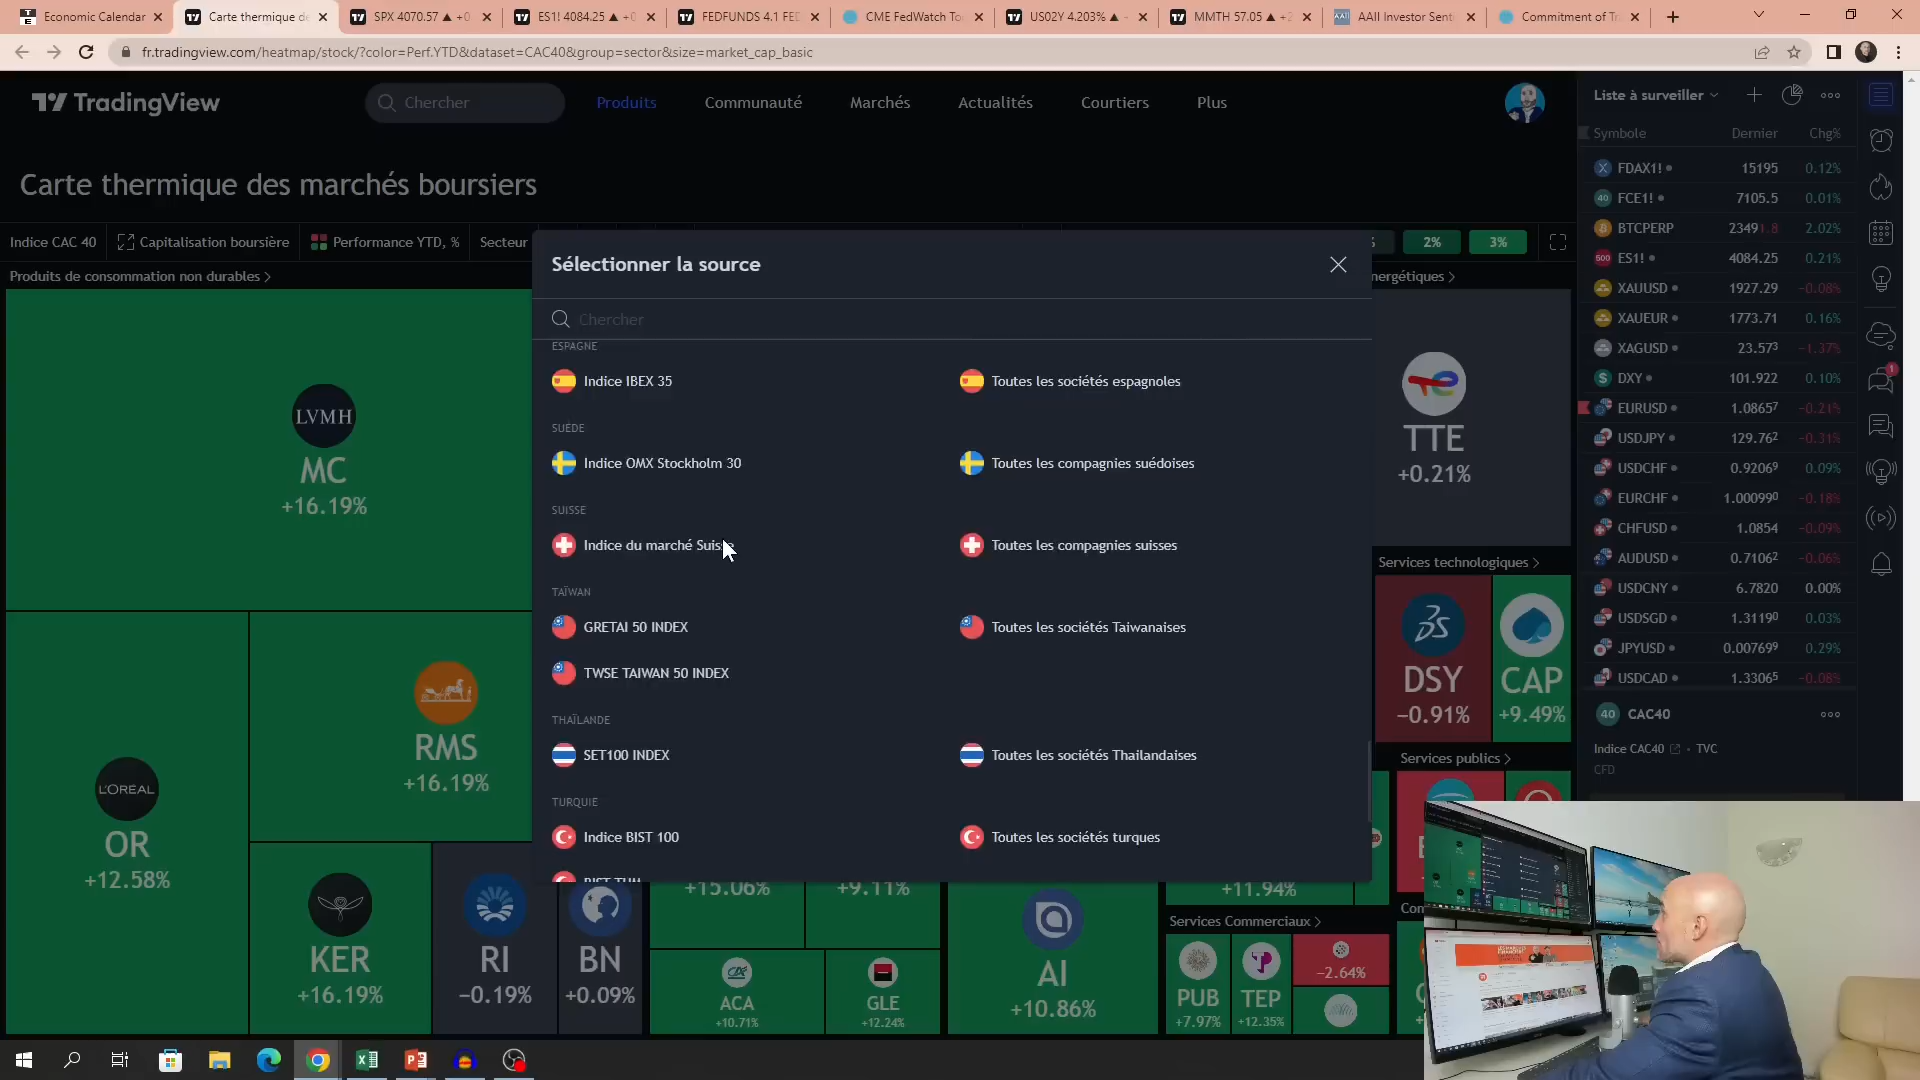 Economic Calendar
Carte thermique de
SPX 4070.57 ▲ +0
ES1! 4084.25 ▲ +0
FEDFUNDS 4.1 FED
CME FedWatch To
US02Y 4.203% ▲
MMTH 57.05 ▲ +2
AAII Investor Sent
Commitment of Tr
fr.tradingview.com/heatmap/stock/?color=Perf.YTD&dataset=CAC40&group=sector&size=market_cap_basic
TradingView
Chercher
Produits
Communauté
Marchés
Actualités
Courtiers
Plus
Carte thermique des marchés boursiers
Indice CAC 40
Capitalisation boursière
Performance YTD, %
Secteur
2%
3%
Produits de consommation non durables >
LVMH
MC
+16.19%
L'OREAL
OR
+12.58%
RMS
+16.19%
KER
+16.19%
RI
−0.19%
BN
+0.09%
Sélectionner la source
Chercher
ESPAGNE
Indice IBEX 35
Toutes les sociétés espagnoles
SUÈDE
Indice OMX Stockholm 30
Toutes les compagnies suédoises
SUISSE
Indice du marché Suisse
Toutes les compagnies suisses
TAÏWAN
GRETAI 50 INDEX
Toutes les sociétés Taiwanaises
TWSE TAIWAN 50 INDEX
THAÏLANDE
SET100 INDEX
Toutes les sociétés Thailandaises
TURQUIE
Indice BIST 100
Toutes les sociétés turques
BIST TUM
+15.06%
+9.11%
ACA
+10.71%
GLE
+12.24%
AI
+10.86%
+11.94%
Services Commerciaux >
PUB
+7.97%
TEP
+12.35%
−2.64%
nergétiques >
TTE
+0.21%
Services technologiques >
DSY
−0.91%
CAP
+9.49%
Services publics >
Liste à surveiller
Symbole Dernier Chg%
FDAX1! 15195 0.12%
FCE1! 7105.5 0.01%
BTCPERP 23491.8 2.02%
ES1! 4084.25 0.21%
XAUUSD 1927.29 −0.08%
XAUEUR 1773.71 0.16%
XAGUSD 23.573 −1.37%
DXY 101.922 0.10%
EURUSD 1.08657 −0.21%
USDJPY 129.762 −0.31%
USDCHF 0.92069 0.09%
EURCHF 1.000990 −0.18%
CHFUSD 1.0854 −0.09%
AUDUSD 0.71062 −0.06%
USDCNY 6.7820 0.00%
USDSGD 1.31190 0.03%
JPYUSD 0.007699 0.29%
USDCAD 1.33065 −0.08%
40 CAC40
Indice CAC40 • TVC
CFD